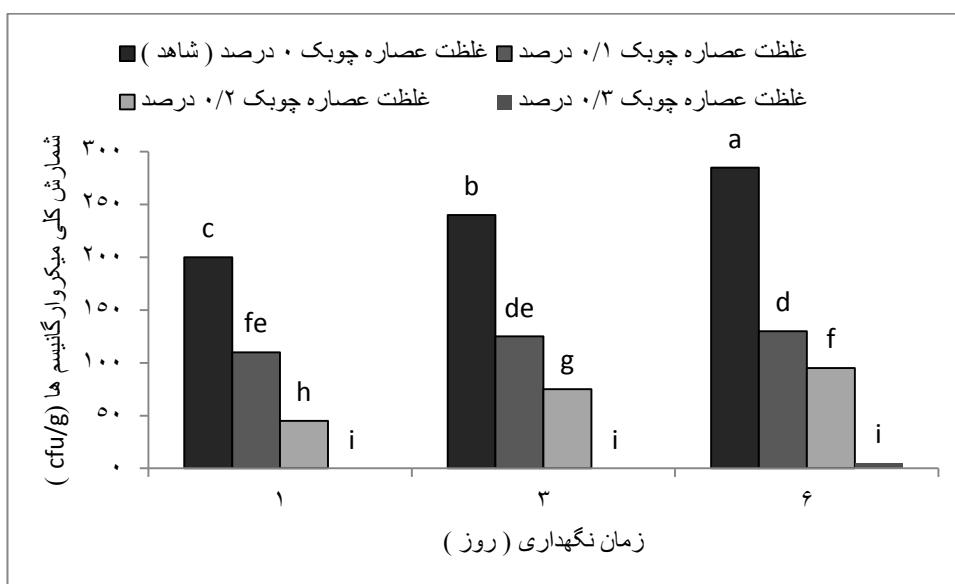 غلظت عصاره چوبک ۰ درصد ( شاهد )
غلظت عصاره چوبک ۰/۱ درصد
غلظت عصاره چوبک ۰/۲ درصد
غلظت عصاره چوبک ۰/۳ درصد
شمارش کلی میکروارگانیسم ها (cfu/g )
۳۰۰
۲۵۰
۲۰۰
۱۵۰
۱۰۰
۵۰
۰
c
fe
h
i
b
de
g
i
a
d
f
i
۱
۳
۶
زمان نگهداری ( روز )